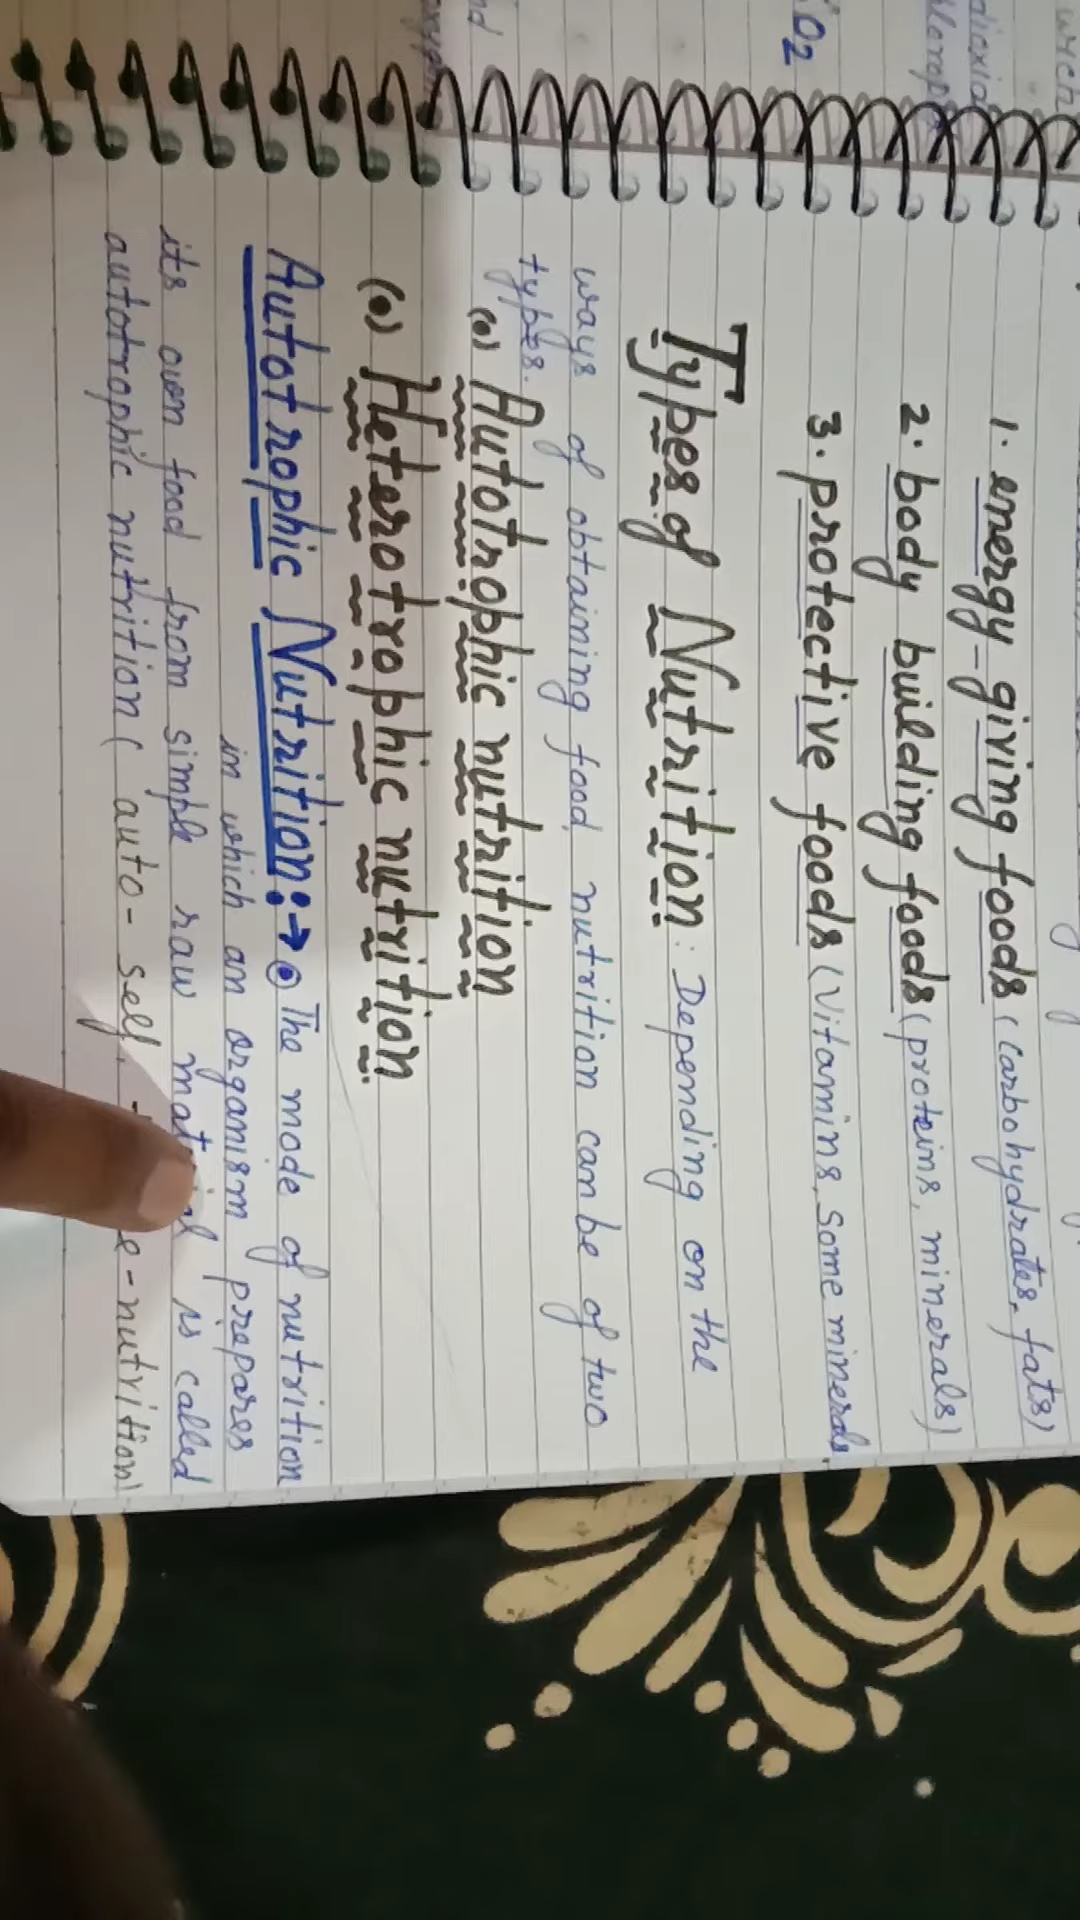 1. energy-giving foods (carbohydrates, fats)
2. body building foods (proteins, minerals)
3. protective foods (Vitamins, Some minerals.
Types of Nutrition: Depending on the
ways of obtaining food, nutrition can be of two
types.
(•) Autotrophic nutrition
(•) Heterotrophic nutrition
Autotrophic Nutrition:→ The mode of nutrition
in which an organism prepares
its own food from simple raw is called
autotrophic nutrition ( auto-self, e-nutrition)
O2